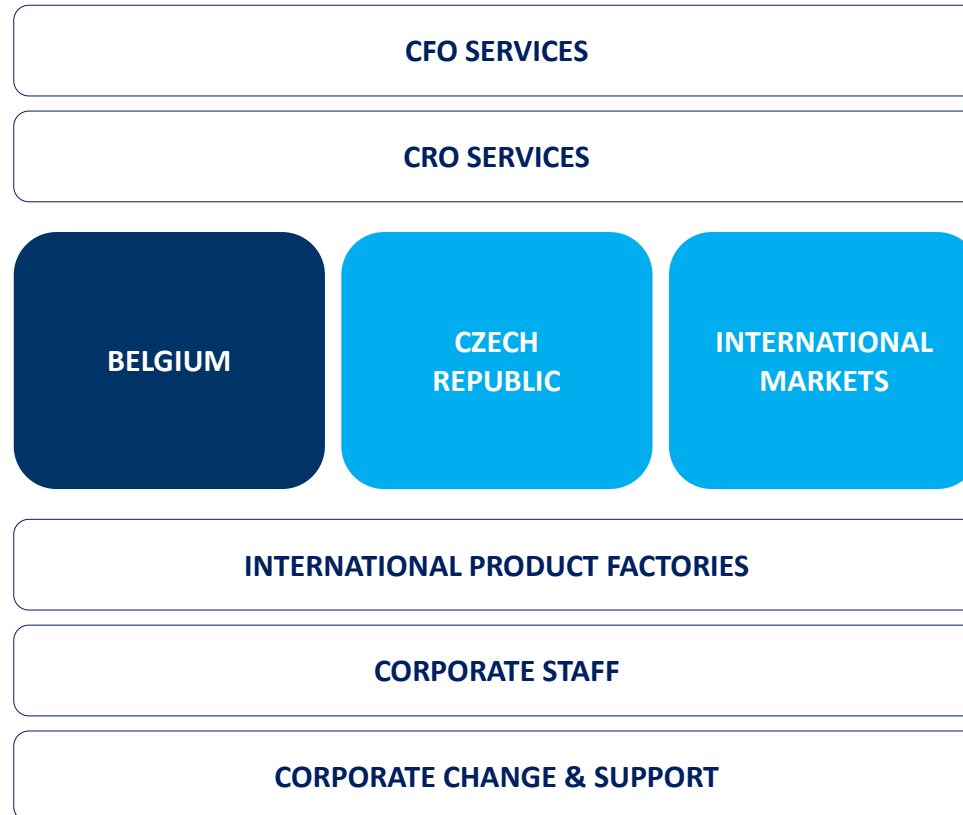 CFO SERVICES
CRO SERVICES
BELGIUM
CZECH
REPUBLIC
INTERNATIONAL
MARKETS
INTERNATIONAL PRODUCT FACTORIES
CORPORATE STAFF
CORPORATE CHANGE & SUPPORT